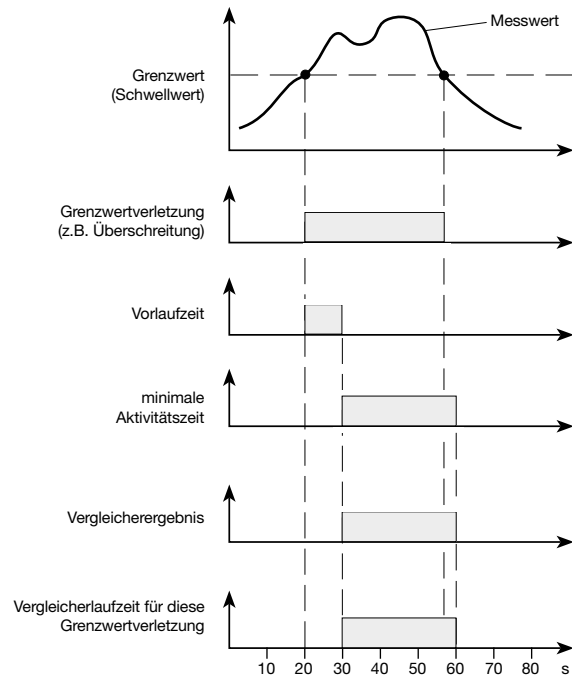 Messwert
Grenzwert
(Schwellwert)
Grenzwertverletzung
(z.B. Überschreitung)
Vorlaufzeit
minimale
Aktivitätszeit
Vergleicherergebnis
Vergleicherlaufzeit für diese
Grenzwertverletzung
10 20 30 40 50 60 70 80 s